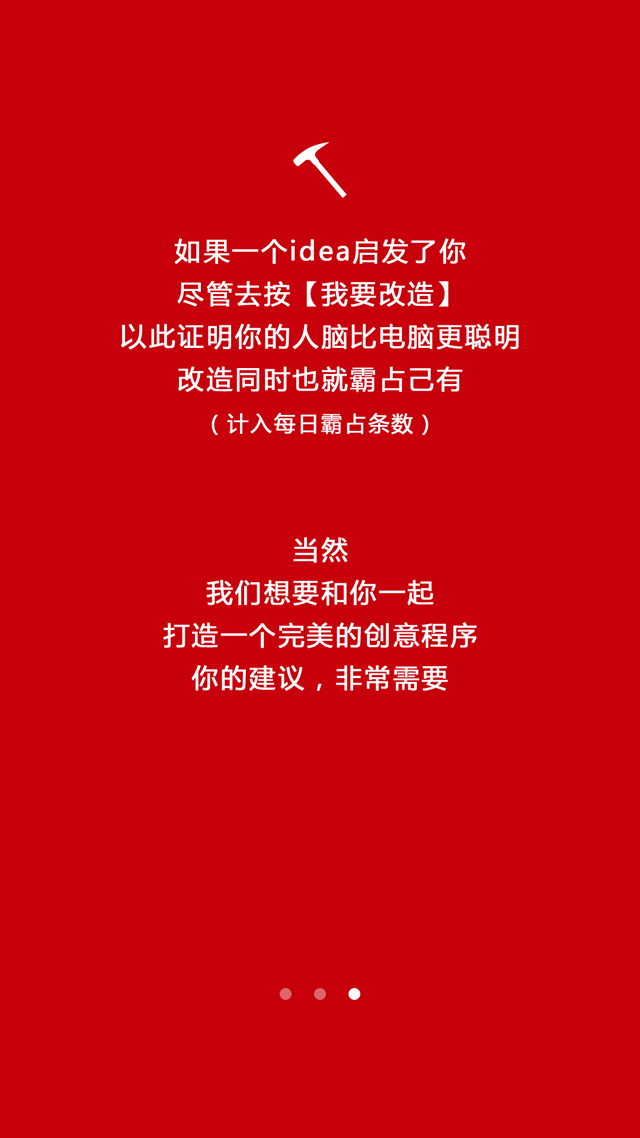 如果一个idea启发了你
尽管去按【我要改造】
以此证明你的人脑比电脑更聪明
改造同时也就霸占己有
（计入每日霸占条数）
当然
我们想要和你一起
打造一个完美的创意程序
你的建议，非常需要